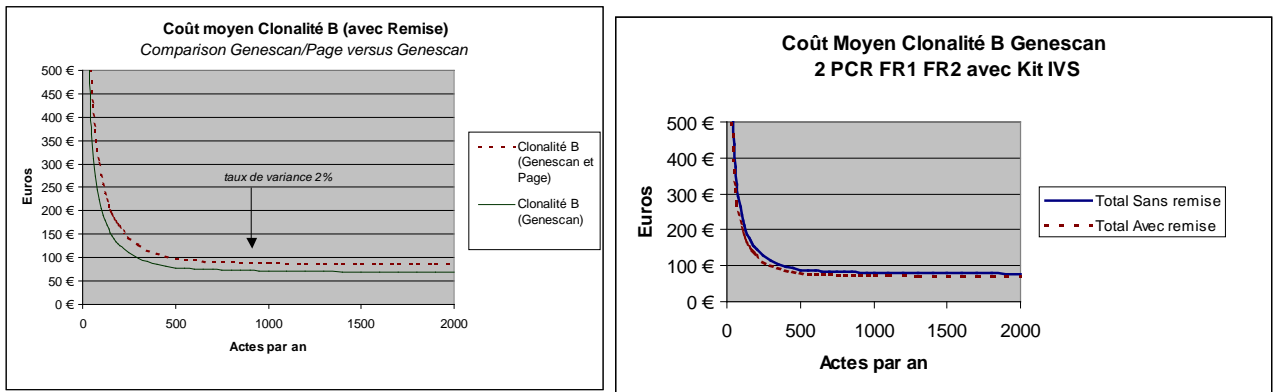 Coût moyen Clonalité B (avec Remise)
Comparison Genescan/Page versus Genescan
500 €
450 €
400 €
350 €
300 €
250 €
200 €
150 €
100 €
50 €
0 €
Euros
0
500
1000
1500
2000
Actes par an
taux de variance 2%
Clonalité B
(Genescan et
Page)
Clonalité B
(Genescan)
Coût Moyen Clonalité B Genescan
2 PCR FR1 FR2 avec Kit IVS
500 €
400 €
300 €
200 €
100 €
0 €
Euros
0
500
1000
1500
2000
Actes par an
Total Sans remise
Total Avec remise